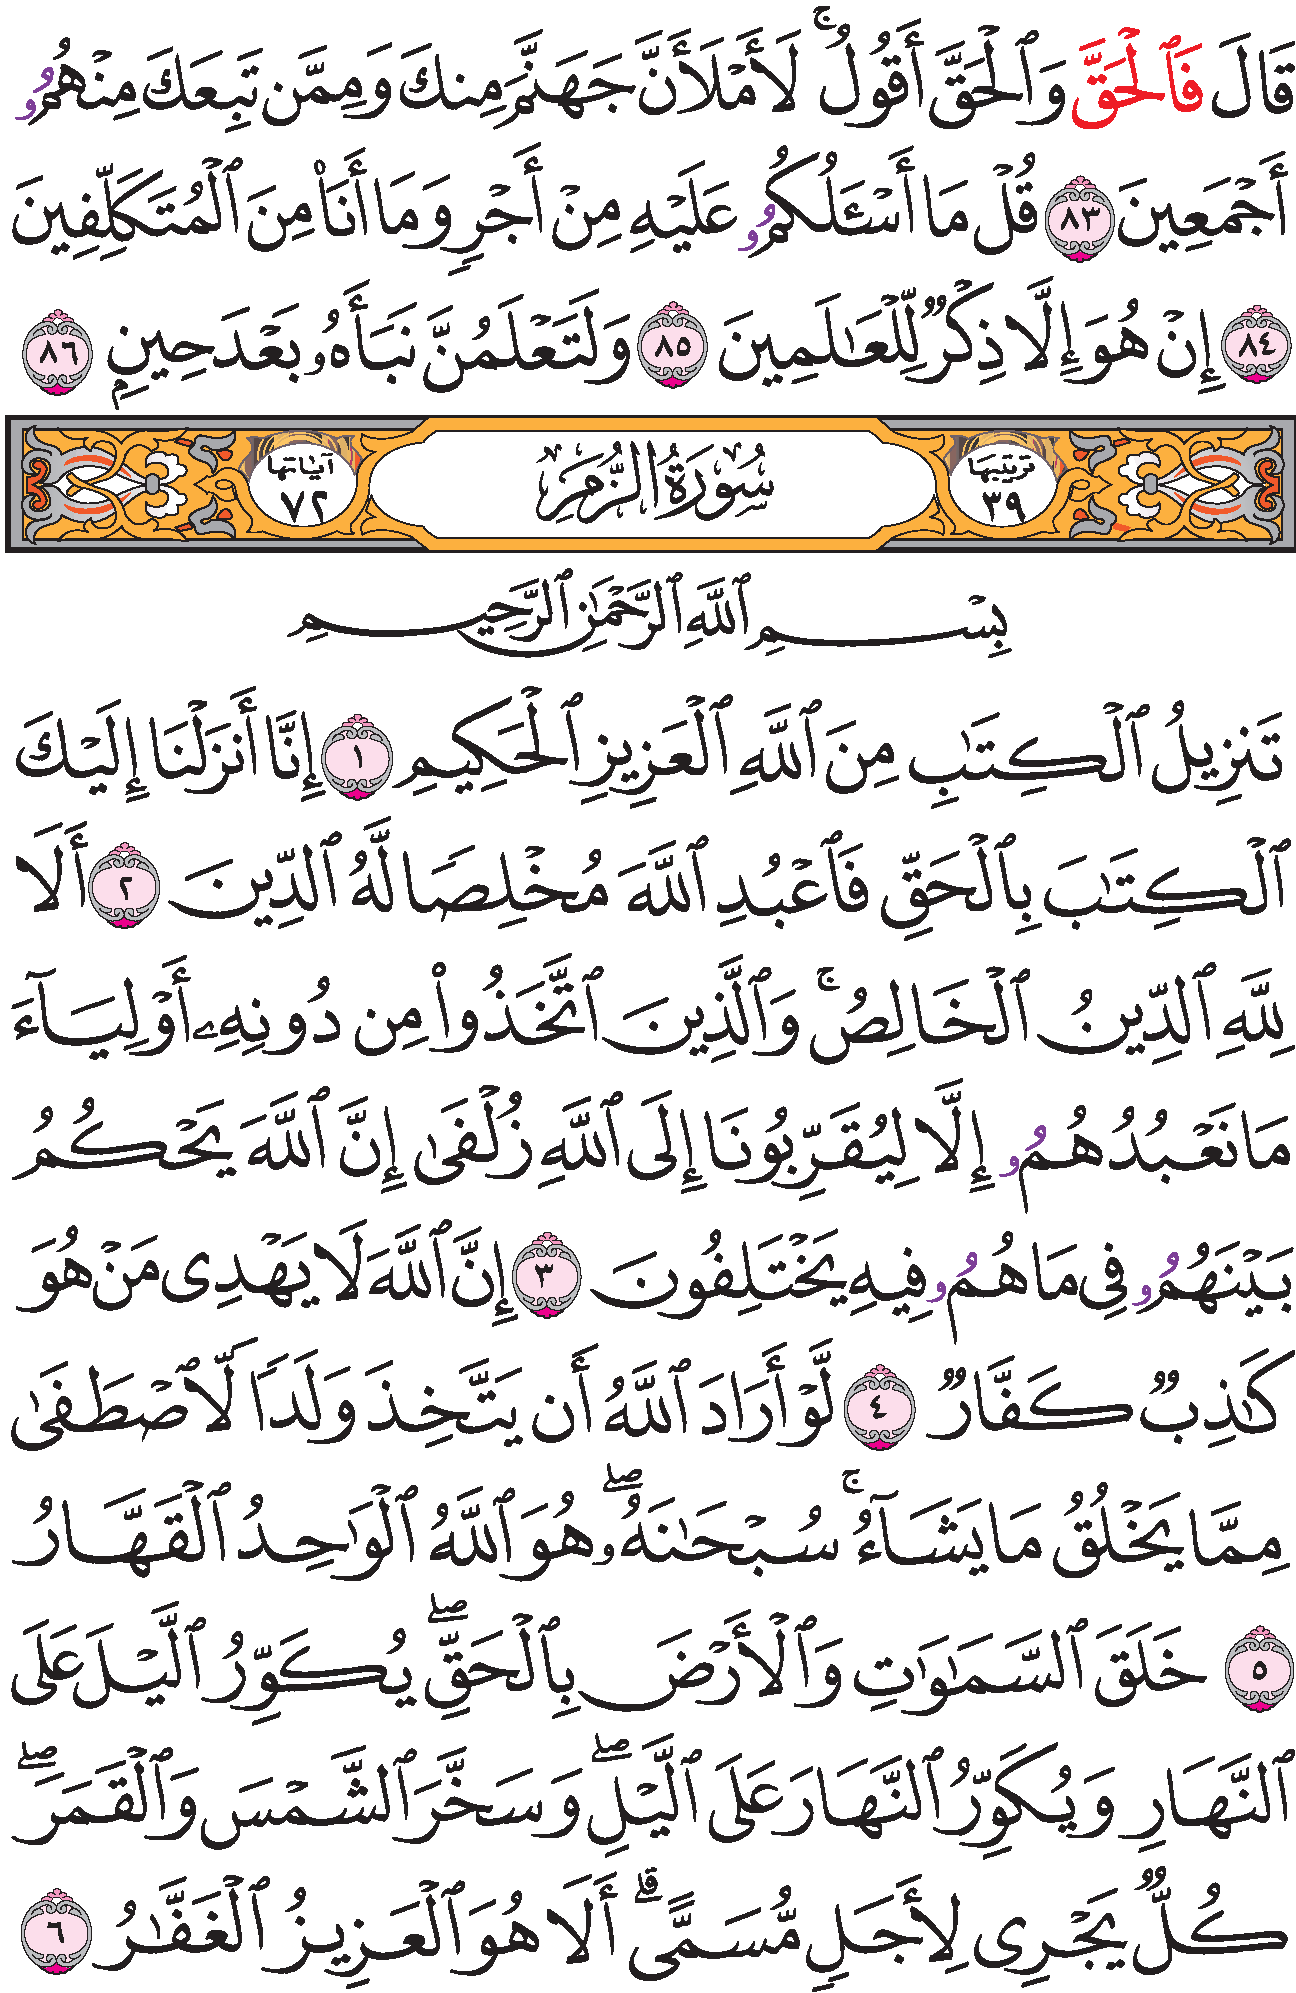 قَالَ فَٱلْحَقَّ وَٱلْحَقَّ أَقُولُ ۚ لَأَمْلَأَنَّ جَهَنَّمَ مِنكَ وَمِمَّن تَبِعَكَ مِنْهُمُۥ
أَجْمَعِينَ ٨٣ قُلْ مَا أَسْـَٔلُكُمُۥ عَلَيْهِ مِنْ أَجْرٍ وَمَا أَنَا۠ مِنَ ٱلْمُتَكَلِّفِينَ
٨٤ إِنْ هُوَ إِلَّا ذِكْرٌ لِّلْعَـٰلَمِينَ ٨٥ وَلَتَعْلَمُنَّ نَبَأَهُۥ بَعْدَ حِينٍۭ ٨٦
ترتيبها ٣٩ سُورَةُ الزُّمَرِ آياتها ٧٢
بِسْمِ ٱللَّهِ ٱلرَّحْمَـٰنِ ٱلرَّحِيمِ
تَنزِيلُ ٱلْكِتَـٰبِ مِنَ ٱللَّهِ ٱلْعَزِيزِ ٱلْحَكِيمِ ١ إِنَّا أَنزَلْنَا إِلَيْكَ
ٱلْكِتَـٰبَ بِٱلْحَقِّ فَٱعْبُدِ ٱللَّهَ مُخْلِصًا لَّهُ ٱلدِّينَ ٢ أَلَا
لِلَّهِ ٱلدِّينُ ٱلْخَالِصُ ۚ وَٱلَّذِينَ ٱتَّخَذُوا۟ مِن دُونِهِۦ أَوْلِيَآءَ
مَا نَعْبُدُهُمُۥ إِلَّا لِيُقَرِّبُونَا إِلَى ٱللَّهِ زُلْفَىٰ إِنَّ ٱللَّهَ يَحْكُمُ
بَيْنَهُمُۥ فِى مَا هُمُۥ فِيهِ يَخْتَلِفُونَ ٣ إِنَّ ٱللَّهَ لَا يَهْدِى مَنْ هُوَ
كَـٰذِبٌ كَفَّارٌ ٤ لَّوْ أَرَادَ ٱللَّهُ أَن يَتَّخِذَ وَلَدًا لَّٱصْطَفَىٰ
مِمَّا يَخْلُقُ مَا يَشَآءُ ۚ سُبْحَـٰنَهُۥ ۖ هُوَ ٱللَّهُ ٱلْوَٰحِدُ ٱلْقَهَّارُ
٥ خَلَقَ ٱلسَّمَـٰوَٰتِ وَٱلْأَرْضَ بِٱلْحَقِّ ۖ يُكَوِّرُ ٱلَّيْلَ عَلَى
ٱلنَّهَارِ وَيُكَوِّرُ ٱلنَّهَارَ عَلَى ٱلَّيْلِ ۖ وَسَخَّرَ ٱلشَّمْسَ وَٱلْقَمَرَ ۖ
كُلٌّ يَجْرِى لِأَجَلٍ مُّسَمًّى ۗ أَلَا هُوَ ٱلْعَزِيزُ ٱلْغَفَّـٰرُ ٦